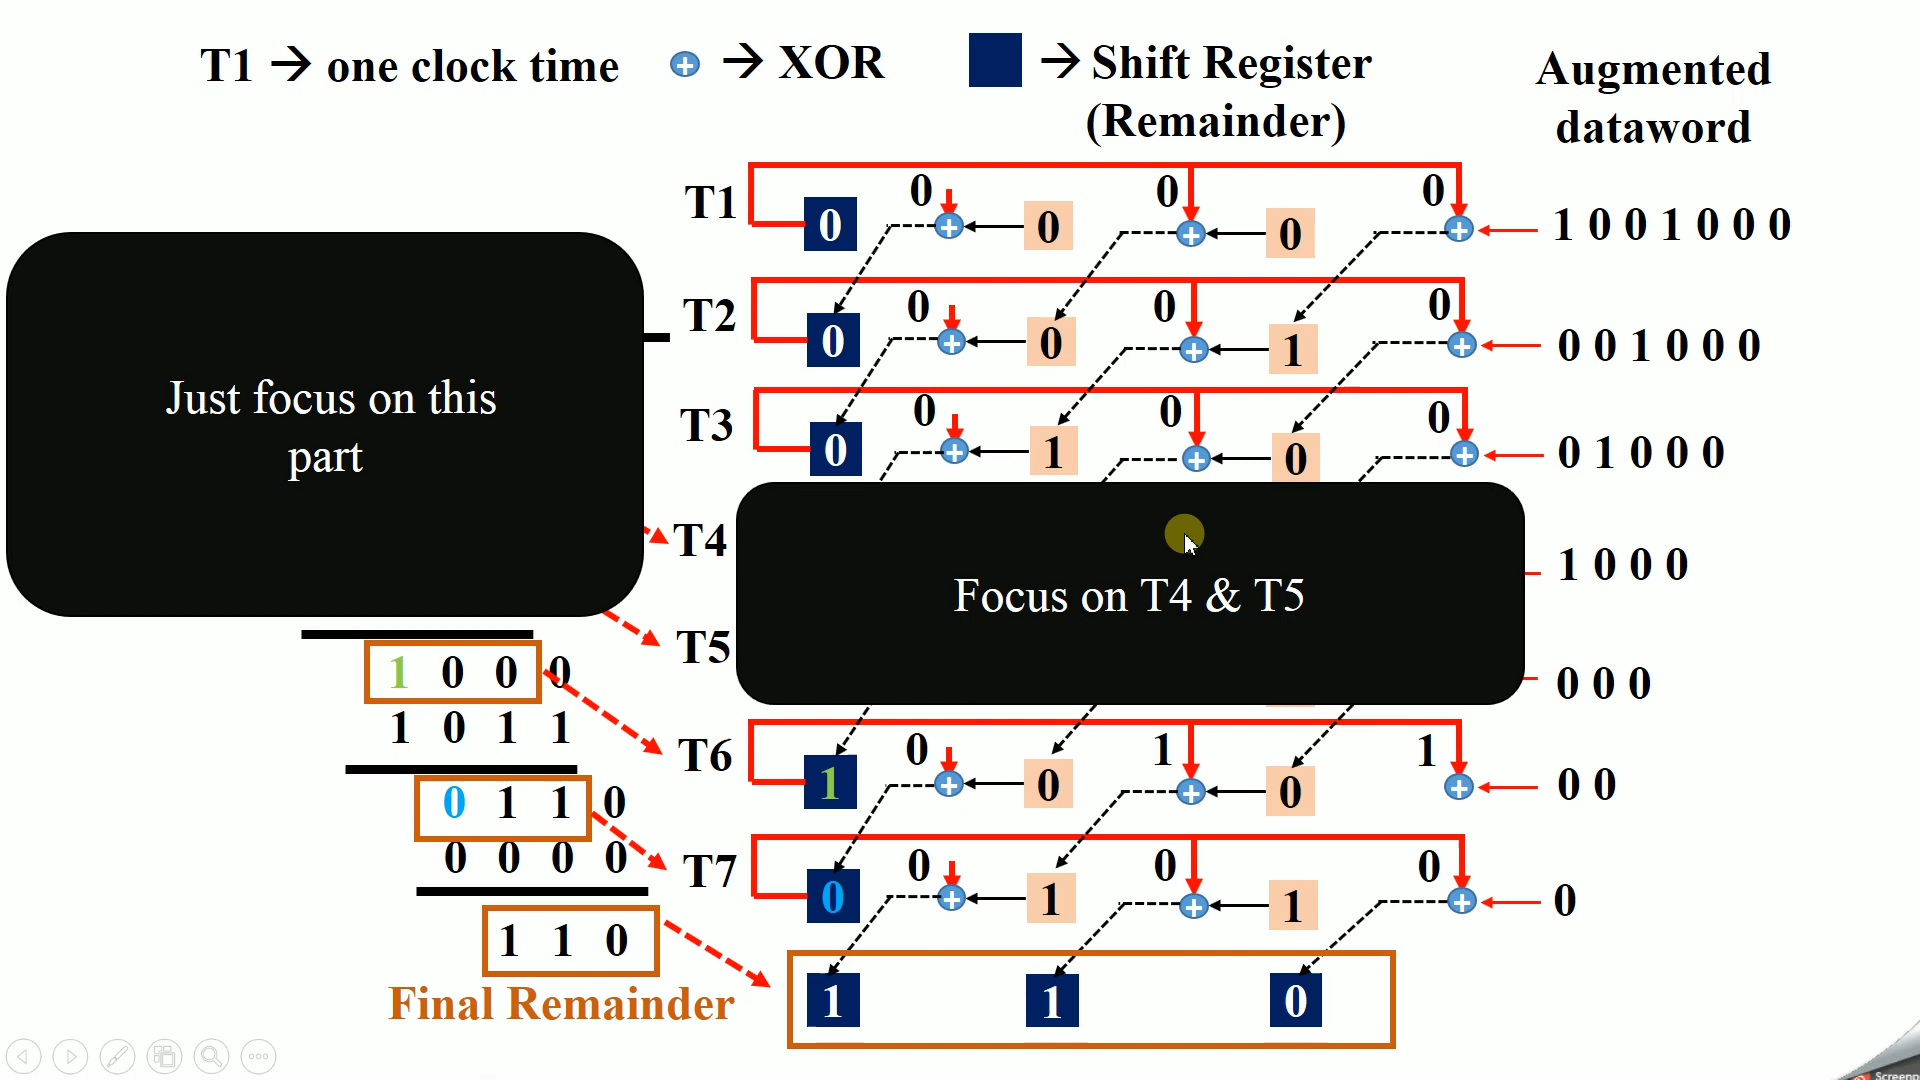 T1 → one clock time
+ → XOR
→ Shift Register
(Remainder)
Augmented
dataword
T1 0 0 0 0 0 0 1 0 0 1 0 0 0
T2 0 0 0 0 1 0 0 0 1 0 0 0
T3 0 0 1 0 0 0 0 1 0 0 0
Just focus on this
part
T4 1 0 0 0
Focus on T4 & T5
T5 0 0 0
1 0 0 0 0
1 0 1 1
T6 1 0 0 1 0 1 0 0
0 1 1 0
0 0 0 0
T7 0 0 1 0 1 0 0
1 1 0
Final Remainder
1 1 0